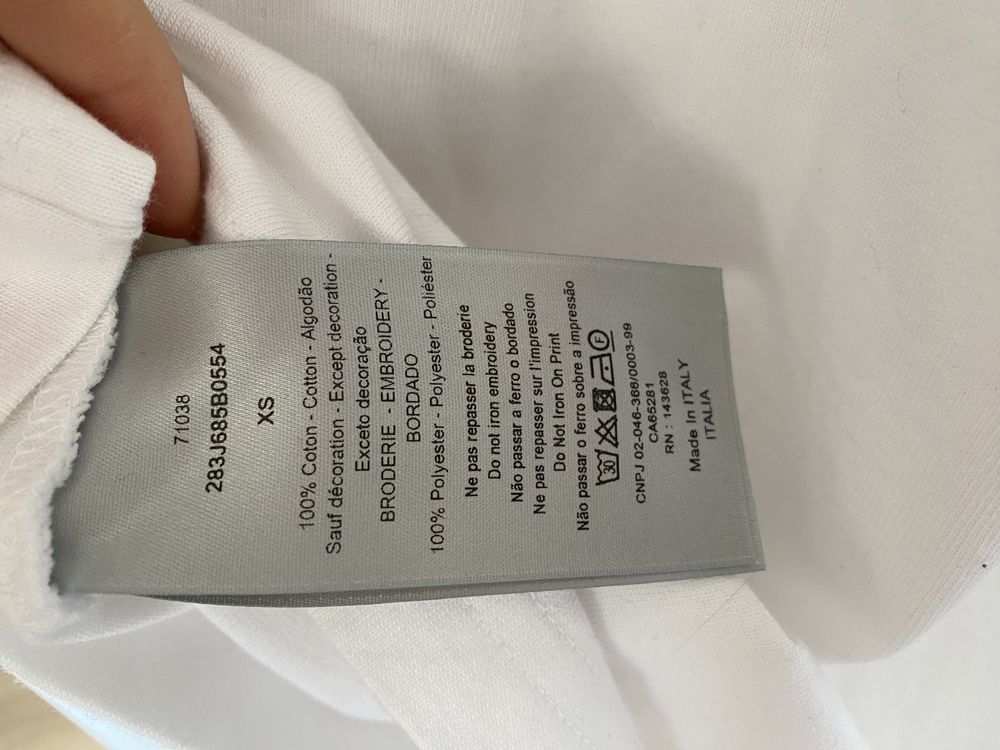 71038
283J685B0554
XS
100% Coton - Cotton - Algodão
Sauf décoration - Except decoration -
Exceto decoração
BRODERIE - EMBROIDERY -
BORDADO
100% Polyester - Polyester - Poliéster
Ne pas repasser la broderie
Do not iron embroidery
Não passar a ferro o bordado
Ne pas repasser sur l'impression
Do Not Iron On Print
Não passar o ferro sobre a impressão
30 F
CNPJ 02-046-366/0003-99
CA65281
RN : 143628
Made In ITALY
ITALIA